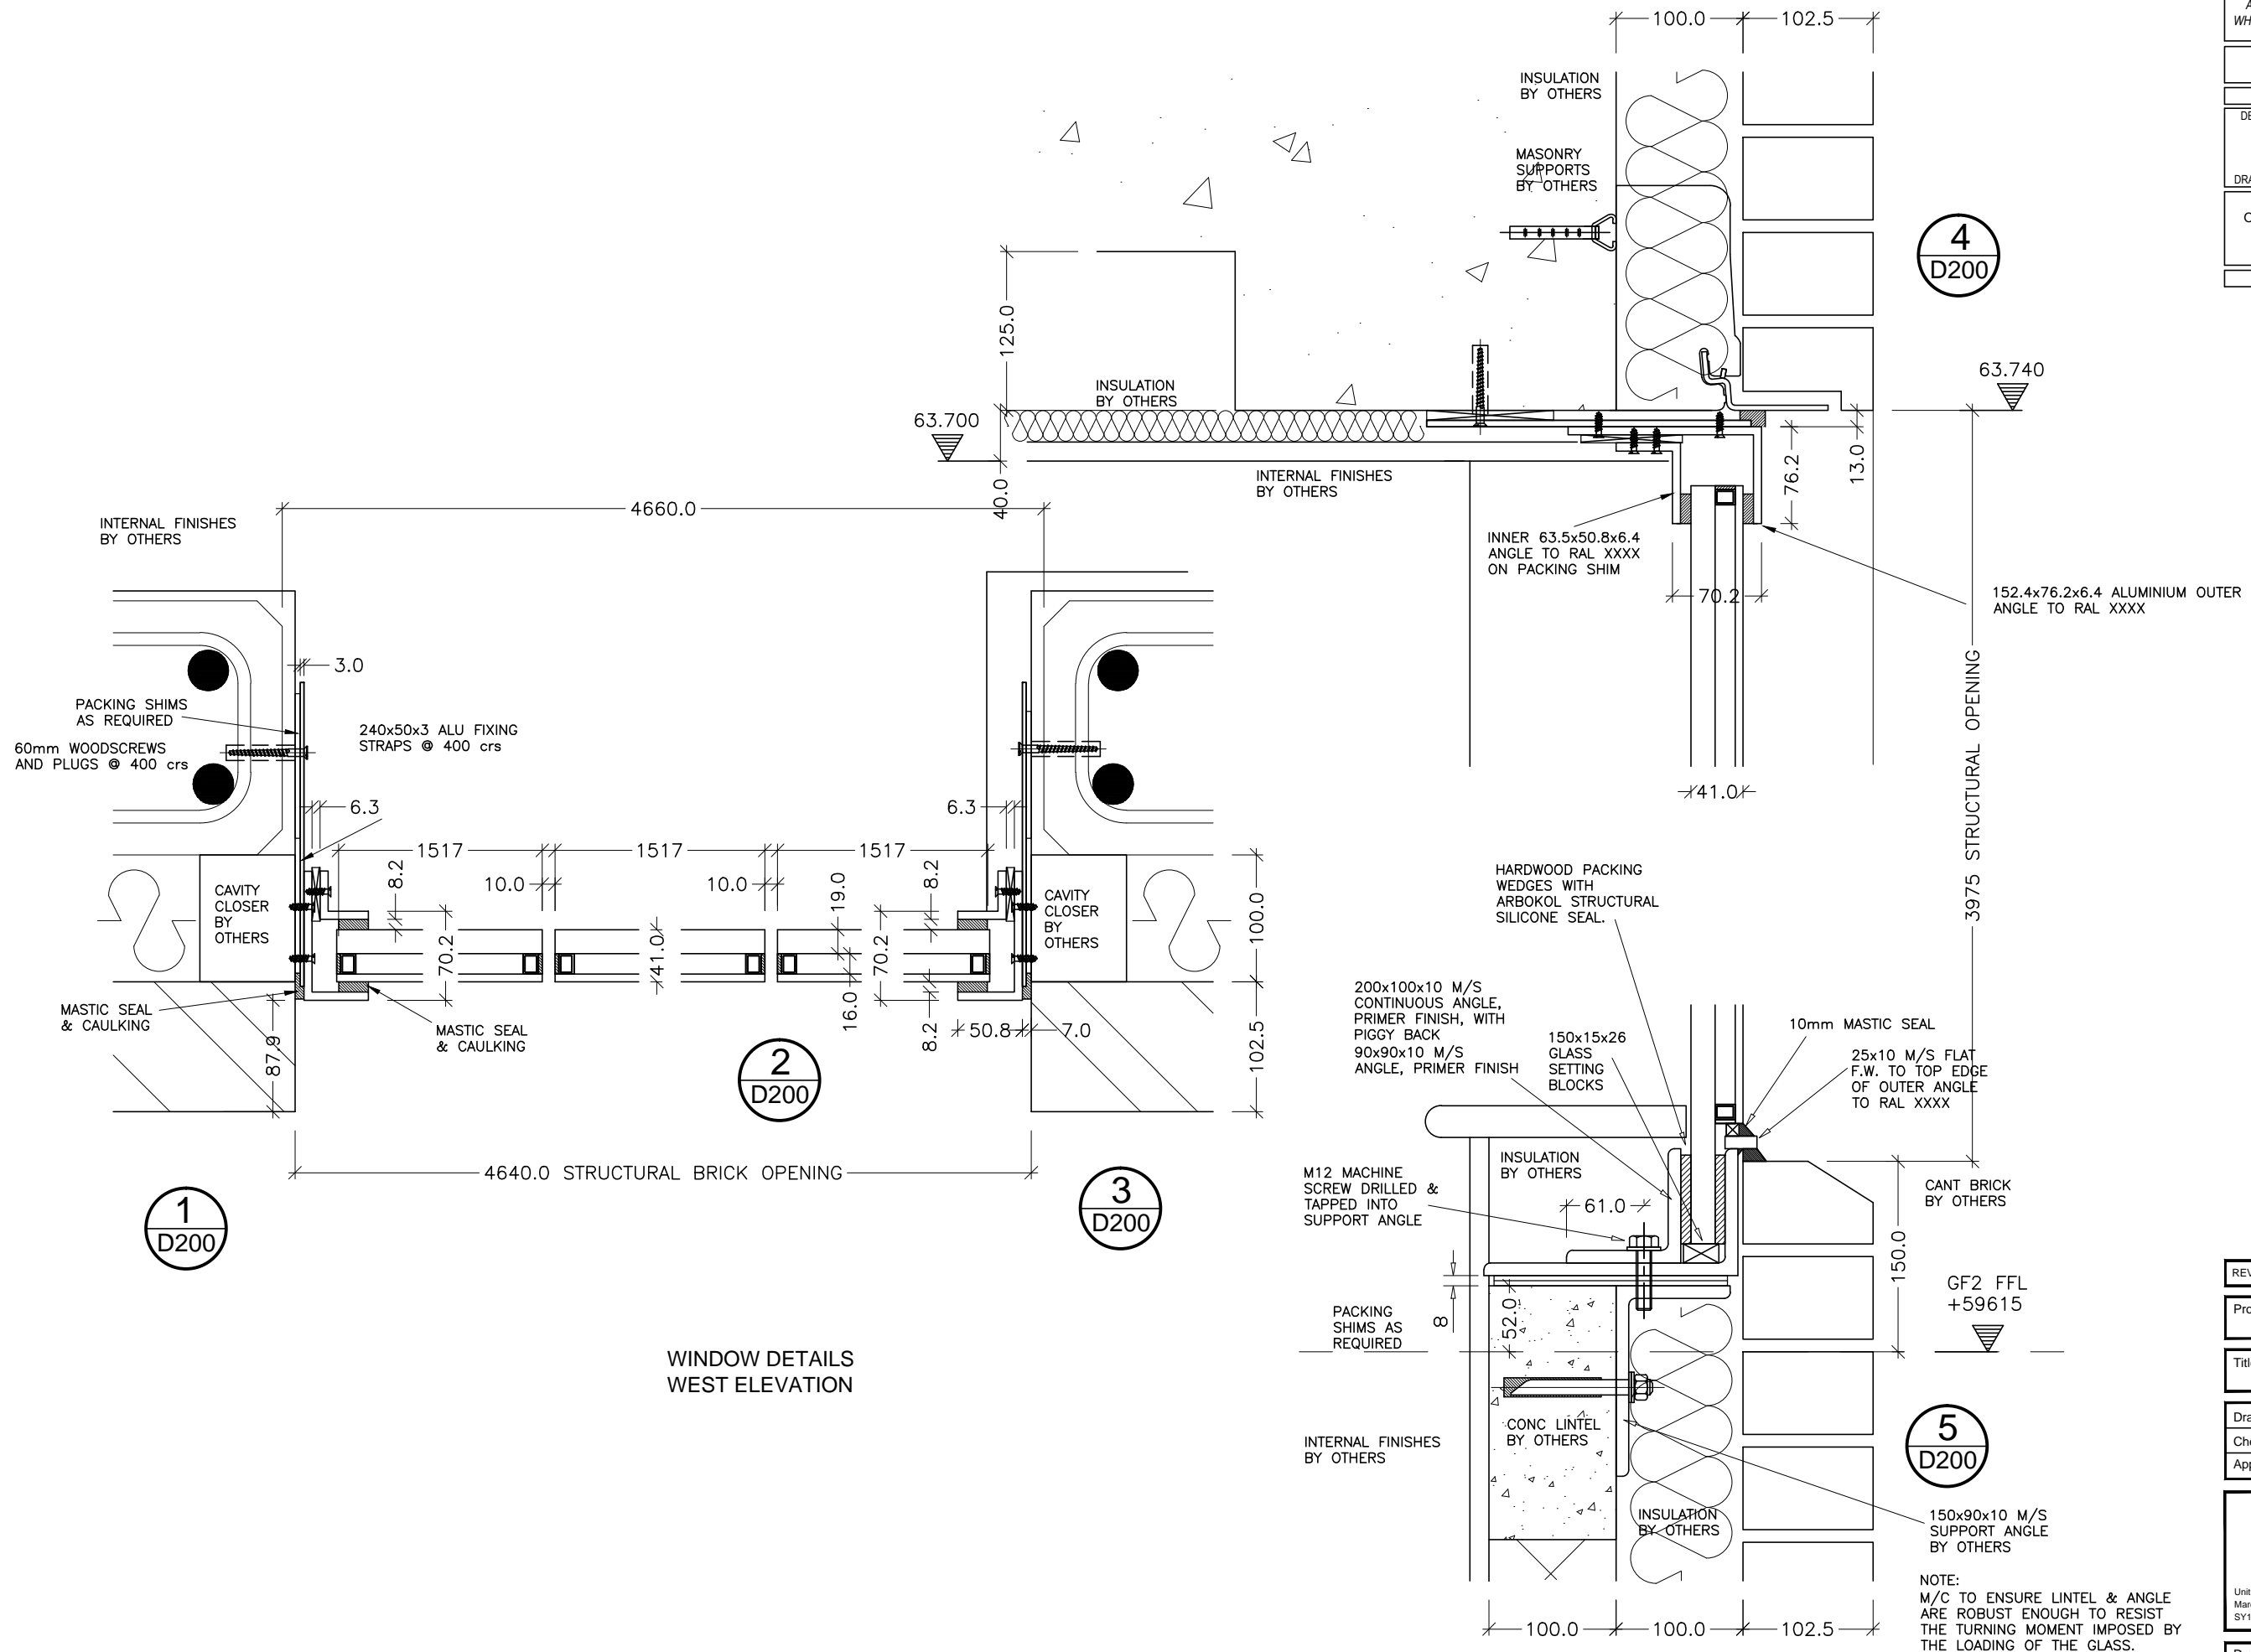 100.0
102.5
INSULATION
BY OTHERS
MASONRY
SUPPORTS
BY OTHERS
4
D200
125.0
INSULATION
BY OTHERS
63.700
63.740
40.0
INTERNAL FINISHES
BY OTHERS
76.2
13.0
INNER 63.5x50.8x6.4
ANGLE TO RAL XXXX
ON PACKING SHIM
70.2
152.4x76.2x6.4 ALUMINIUM OUTER
ANGLE TO RAL XXXX
3975 STRUCTURAL OPENING
41.0
INTERNAL FINISHES
BY OTHERS
4660.0
3.0
PACKING SHIMS
AS REQUIRED
240x50x3 ALU FIXING
STRAPS @ 400 crs
60mm WOODSCREWS
AND PLUGS @ 400 crs
6.3
6.3
1517
1517
1517
8.2
10.0
10.0
19.0
8.2
CAVITY
CLOSER
BY
OTHERS
CAVITY
CLOSER
BY
OTHERS
70.2
41.0
70.2
100.0
16.0
8.2
50.8
7.0
102.5
MASTIC SEAL
& CAULKING
MASTIC SEAL
& CAULKING
87.9
2
D200
4640.0 STRUCTURAL BRICK OPENING
1
D200
3
D200
HARDWOOD PACKING
WEDGES WITH
ARBOKOL STRUCTURAL
SILICONE SEAL.
200x100x10 M/S
CONTINUOUS ANGLE,
PRIMER FINISH, WITH
PIGGY BACK
90x90x10 M/S
ANGLE, PRIMER FINISH
150x15x26
GLASS
SETTING
BLOCKS
10mm MASTIC SEAL
25x10 M/S FLAT
F.W. TO TOP EDGE
OF OUTER ANGLE
TO RAL XXXX
INSULATION
BY OTHERS
M12 MACHINE
SCREW DRILLED &
TAPPED INTO
SUPPORT ANGLE
61.0
CANT BRICK
BY OTHERS
150.0
GF2 FFL
+59615
8
52.0
PACKING
SHIMS AS
REQUIRED
CONC LINTEL
BY OTHERS
INTERNAL FINISHES
BY OTHERS
5
D200
INSULATION
BY OTHERS
150x90x10 M/S
SUPPORT ANGLE
BY OTHERS
NOTE:
M/C TO ENSURE LINTEL & ANGLE
ARE ROBUST ENOUGH TO RESIST
THE TURNING MOMENT IMPOSED BY
THE LOADING OF THE GLASS.
100.0
100.0
102.5
WINDOW DETAILS
WEST ELEVATION